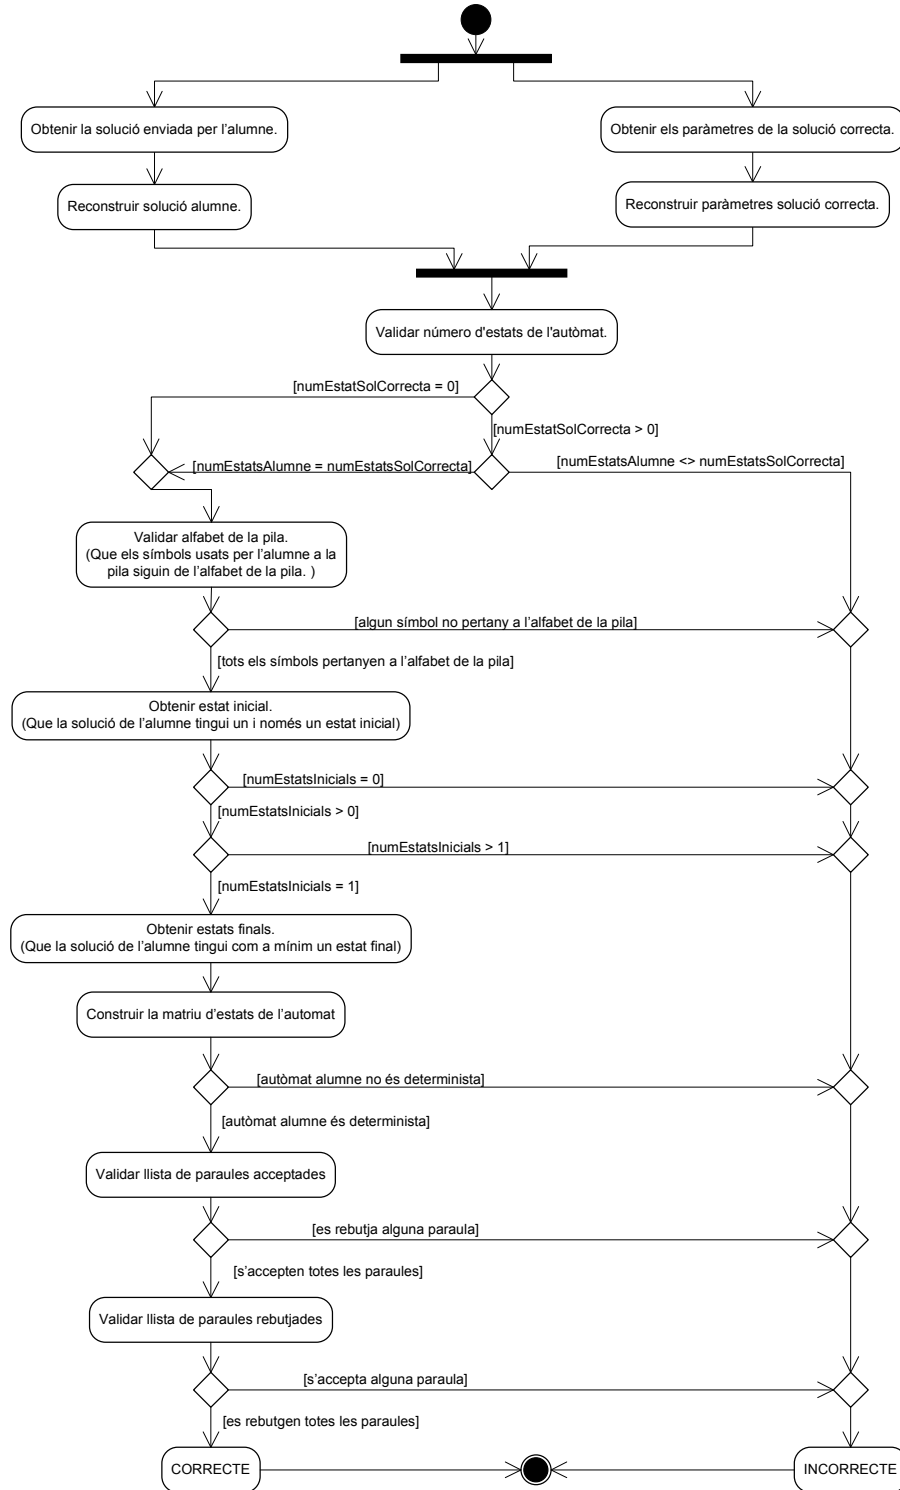 Obtenir la solució enviada per l'alumne.
Obtenir els paràmetres de la solució correcta.
Reconstruir solució alumne.
Reconstruir paràmetres solució correcta.
Validar número d'estats de l'autòmat.
[numEstatSolCorrecta = 0]
[numEstatSolCorrecta > 0]
[numEstatsAlumne = numEstatsSolCorrecta]
[numEstatsAlumne <> numEstatsSolCorrecta]
Validar alfabet de la pila.
(Que els símbols usats per l'alumne a la
pila siguin de l'alfabet de la pila. )
[algun símbol no pertany a l'alfabet de la pila]
[tots els símbols pertanyen a l'alfabet de la pila]
Obtenir estat inicial.
(Que la solució de l'alumne tingui un i només un estat inicial)
[numEstatsInicials = 0]
[numEstatsInicials > 0]
[numEstatsInicials > 1]
[numEstatsInicials = 1]
Obtenir estats finals.
(Que la solució de l'alumne tingui com a mínim un estat final)
Construir la matriu d'estats de l'automat
[autòmat alumne no és determinista]
[autòmat alumne és determinista]
Validar llista de paraules acceptades
[es rebutja alguna paraula]
[s'accepten totes les paraules]
Validar llista de paraules rebutjades
[s'accepta alguna paraula]
[es rebutgen totes les paraules]
CORRECTE
INCORRECTE